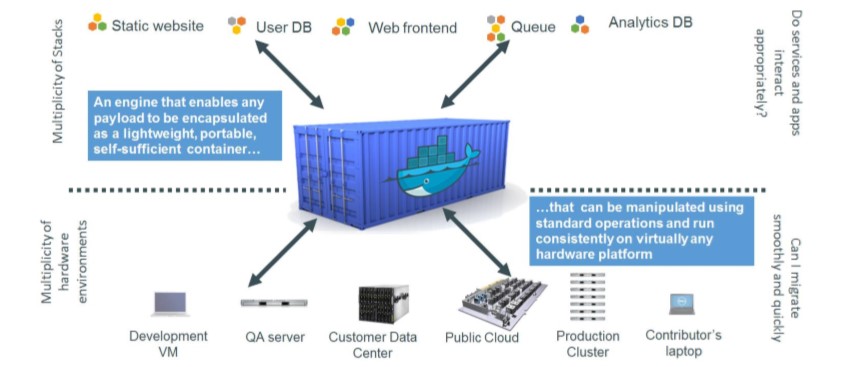 Static website
User DB
Web frontend
Queue
Analytics DB
Multiplicity of Stacks
Do services and apps
interact
appropriately?
An engine that enables any
payload to be encapsulated
as a lightweight, portable,
self-sufficient container…
…that can be manipulated using
standard operations and run
consistently on virtually any
hardware platform
Multiplicity of
hardware
environments
Can I migrate
smoothly and quickly
Development
VM
QA server
Customer Data
Center
Public Cloud
Production
Cluster
Contributor's
laptop